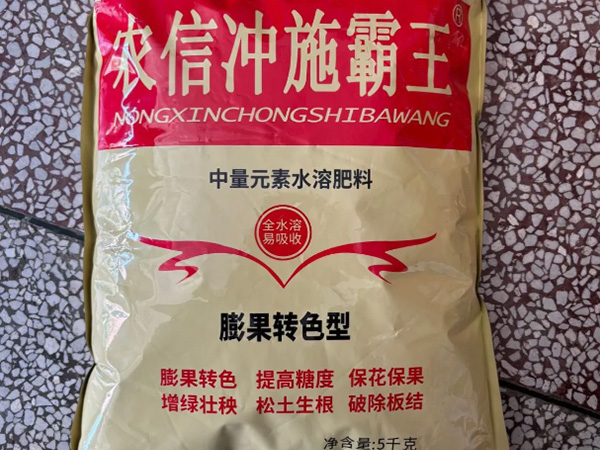 农信冲施霸王®
NONGXINCHONGSHIBAWANG
中量元素水溶肥料
全水溶
易吸收
膨果转色型
膨果转色 提高糖度 保花保果
增绿壮秧 松土生根 破除板结
净含量:5千克